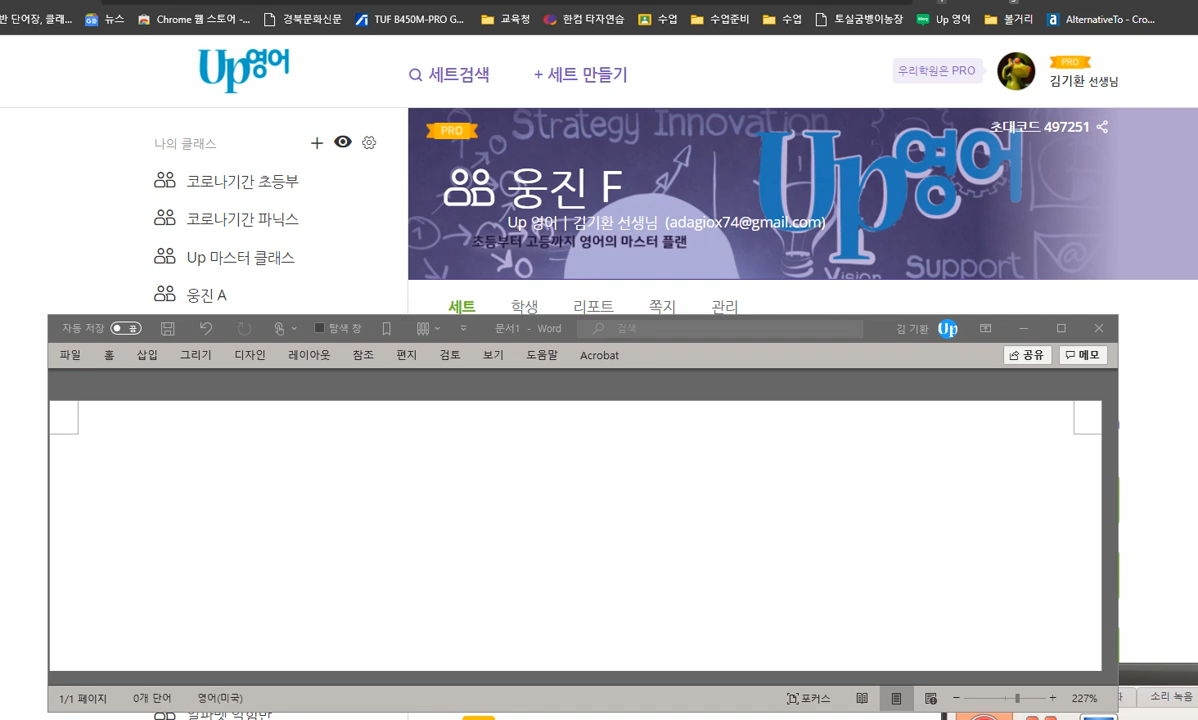 반 단어장, 클래... 뉴스 Chrome 웹 스토어 -... 경북문화신문 TUF B450M-PRO G... 교육청 한컴 타자연습 수업 수업준비 수업 토실굼벵이농장 Up 영어 볼거리 AlternativeTo - Cro...
Up영어
세트검색 + 세트 만들기
우리학원은 PRO
PRO
김기환 선생님
나의 클래스
코로나기간 초등부
코로나기간 파닉스
Up 마스터 클래스
웅진 A
PRO
Strategy Innovation
초대코드 497251
웅진 F
Up 영어 | 김기환 선생님 (adagiox74@gmail.com)
초등부터 고등까지 영어의 마스터 플랜
Up영어
Vision
Support
세트 학생 리포트 쪽지 관리
자동 저장 끔 탐색 창 문서1 - Word 검색 김 기환 Up
파일 홈 삽입 그리기 디자인 레이아웃 참조 편지 검토 보기 도움말 Acrobat 공유 메모
1/1 페이지 0개 단어 영어(미국) 포커스 227%
소리 녹음